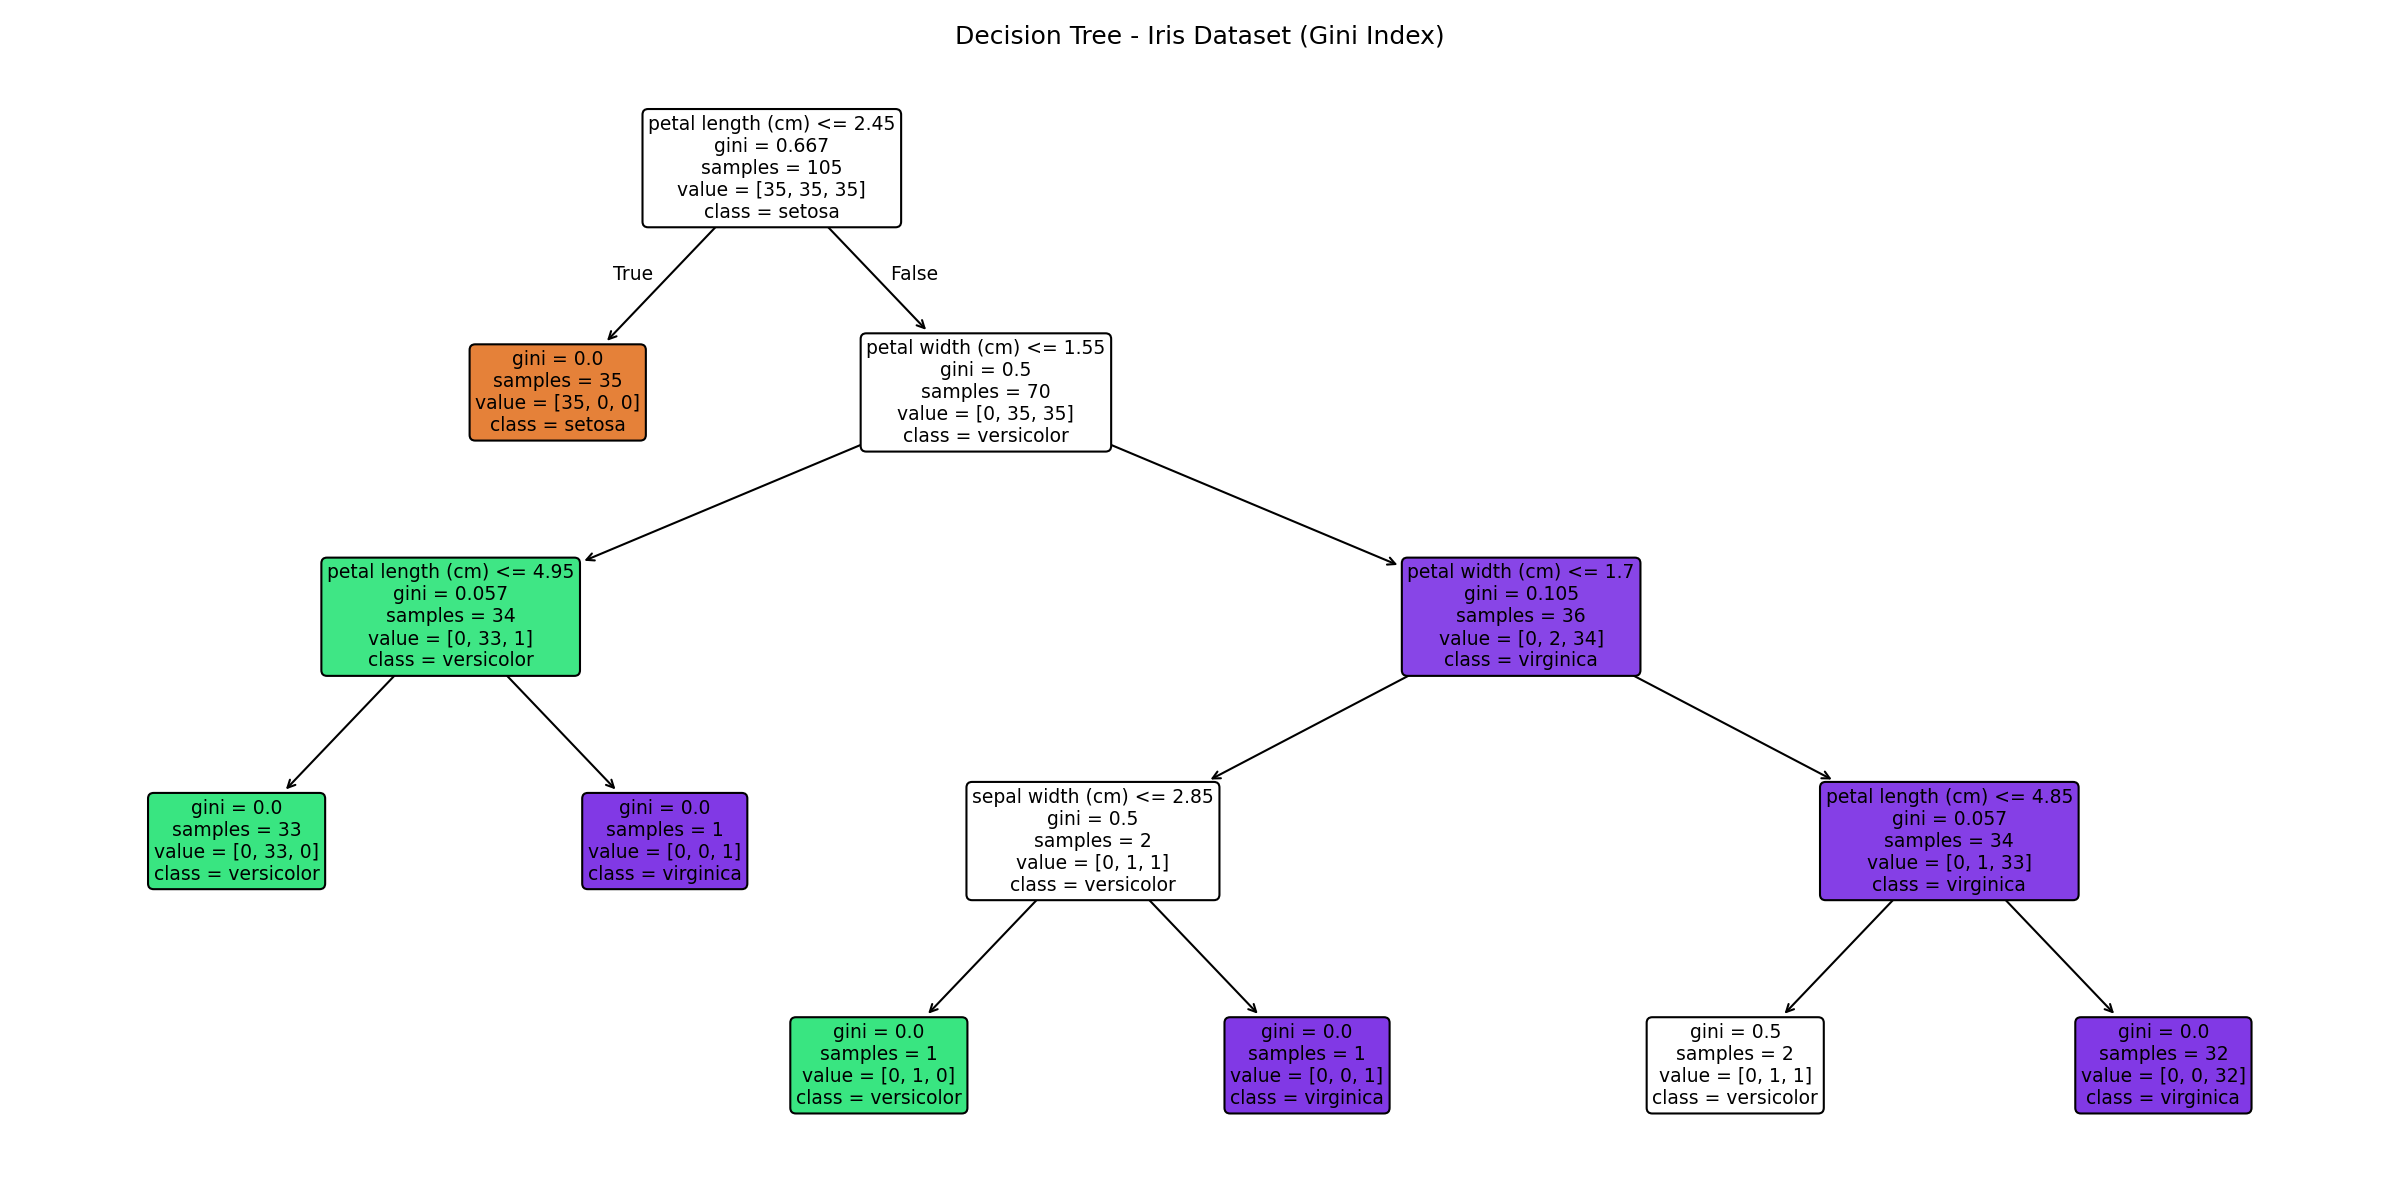 Decision Tree - Iris Dataset (Gini Index)
petal length (cm) <= 2.45
gini = 0.667
samples = 105
value = [35, 35, 35]
class = setosa
True
False
gini = 0.0
samples = 35
value = [35, 0, 0]
class = setosa
petal width (cm) <= 1.55
gini = 0.5
samples = 70
value = [0, 35, 35]
class = versicolor
petal length (cm) <= 4.95
gini = 0.057
samples = 34
value = [0, 33, 1]
class = versicolor
petal width (cm) <= 1.7
gini = 0.105
samples = 36
value = [0, 2, 34]
class = virginica
gini = 0.0
samples = 33
value = [0, 33, 0]
class = versicolor
gini = 0.0
samples = 1
value = [0, 0, 1]
class = virginica
sepal width (cm) <= 2.85
gini = 0.5
samples = 2
value = [0, 1, 1]
class = versicolor
petal length (cm) <= 4.85
gini = 0.057
samples = 34
value = [0, 1, 33]
class = virginica
gini = 0.0
samples = 1
value = [0, 1, 0]
class = versicolor
gini = 0.0
samples = 1
value = [0, 0, 1]
class = virginica
gini = 0.5
samples = 2
value = [0, 1, 1]
class = versicolor
gini = 0.0
samples = 32
value = [0, 0, 32]
class = virginica